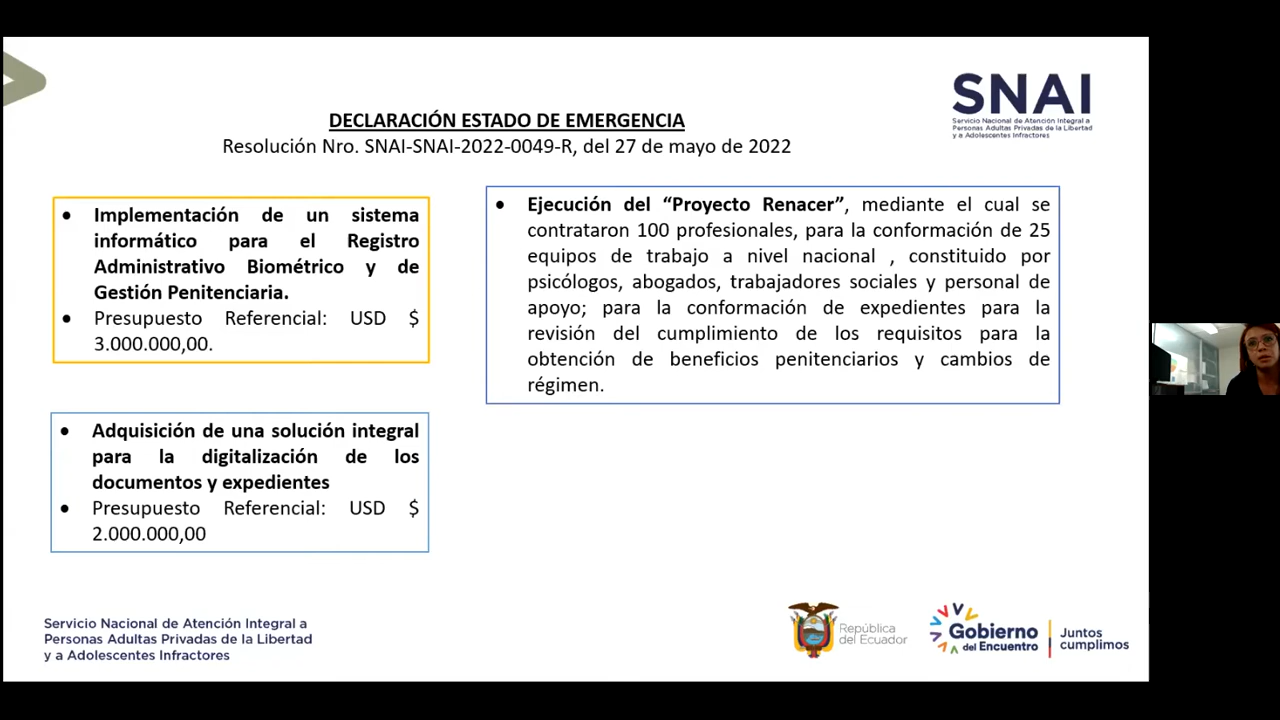 SNAI
Servicio Nacional de Atención Integral a
Personas Adultas Privadas de la Libertad
y a Adolescentes Infractores
DECLARACIÓN ESTADO DE EMERGENCIA
Resolución Nro. SNAI-SNAI-2022-0049-R, del 27 de mayo de 2022
• Implementación de un sistema
informático para el Registro
Administrativo Biométrico y de
Gestión Penitenciaria.
• Presupuesto Referencial: USD $
3.000.000,00.
• Adquisición de una solución integral
para la digitalización de los
documentos y expedientes
• Presupuesto Referencial: USD $
2.000.000,00
• Ejecución del “Proyecto Renacer”, mediante el cual se
contrataron 100 profesionales, para la conformación de 25
equipos de trabajo a nivel nacional , constituido por
psicólogos, abogados, trabajadores sociales y personal de
apoyo; para la conformación de expedientes para la
revisión del cumplimiento de los requisitos para la
obtención de beneficios penitenciarios y cambios de
régimen.
Servicio Nacional de Atención Integral a
Personas Adultas Privadas de la Libertad
y a Adolescentes Infractores
República
del Ecuador
Gobierno
del Encuentro
Juntos
cumplimos